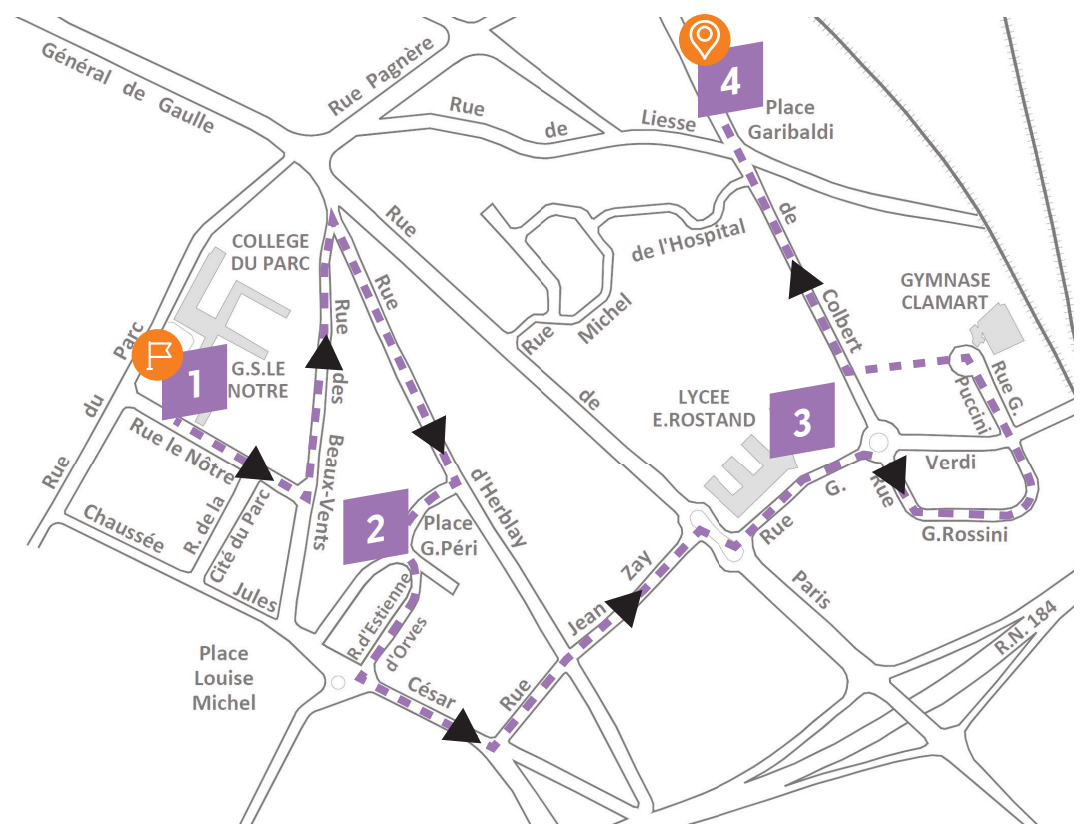 Général de Gaulle
Rue Pagnère
Rue
de
Liesse
4
Place
Garibaldi
Rue
de
de l'Hospital
COLLEGE
DU PARC
Rue
GYMNASE
CLAMART
Rue
Michel
Colbert
Parc
1
G.S.LE
NOTRE
Rue
des
Beaux-Vents
de
LYCEE
E.ROSTAND
3
Rue G.
Puccini
du
Rue
Rue le Nôtre
Verdi
G.
Rue
Rue
G.Rossini
Chaussée
R. de la
Cité du Parc
2
Place
G.Péri
d'Herblay
Jules
Zay
Jean
Rue
Paris
R.N. 184
R.d'Estienne
d'Orves
Place
Louise
Michel
César